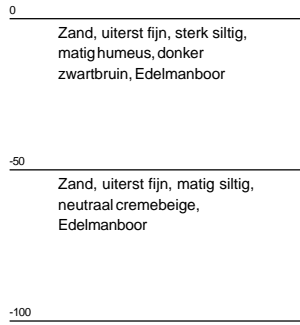 0
Zand, uiterst fijn, sterk siltig,
matig humeus, donker
zwartbruin, Edelmanboor
-50
Zand, uiterst fijn, matig siltig,
neutraal cremebeige,
Edelmanboor
-100